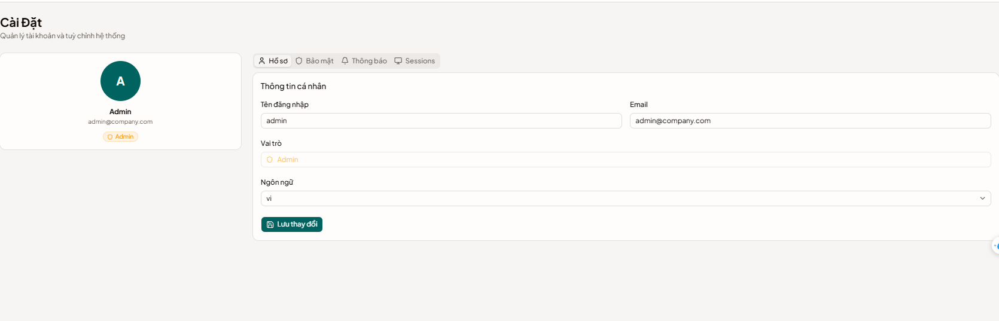 Cài Đặt
Quản lý tài khoản và tuỳ chỉnh hệ thống
A
Admin
admin@company.com
Admin
Hồ sơ Bảo mật Thông báo Sessions
Thông tin cá nhân
Tên đăng nhập Email
admin admin@company.com
Vai trò
Admin
Ngôn ngữ
vi
Lưu thay đổi